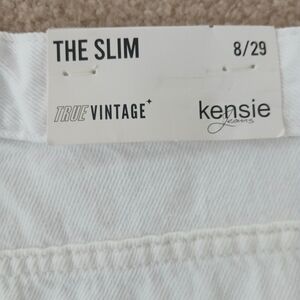 THE SLIM 8/29
TRUE VINTAGE+ kensie
jeans